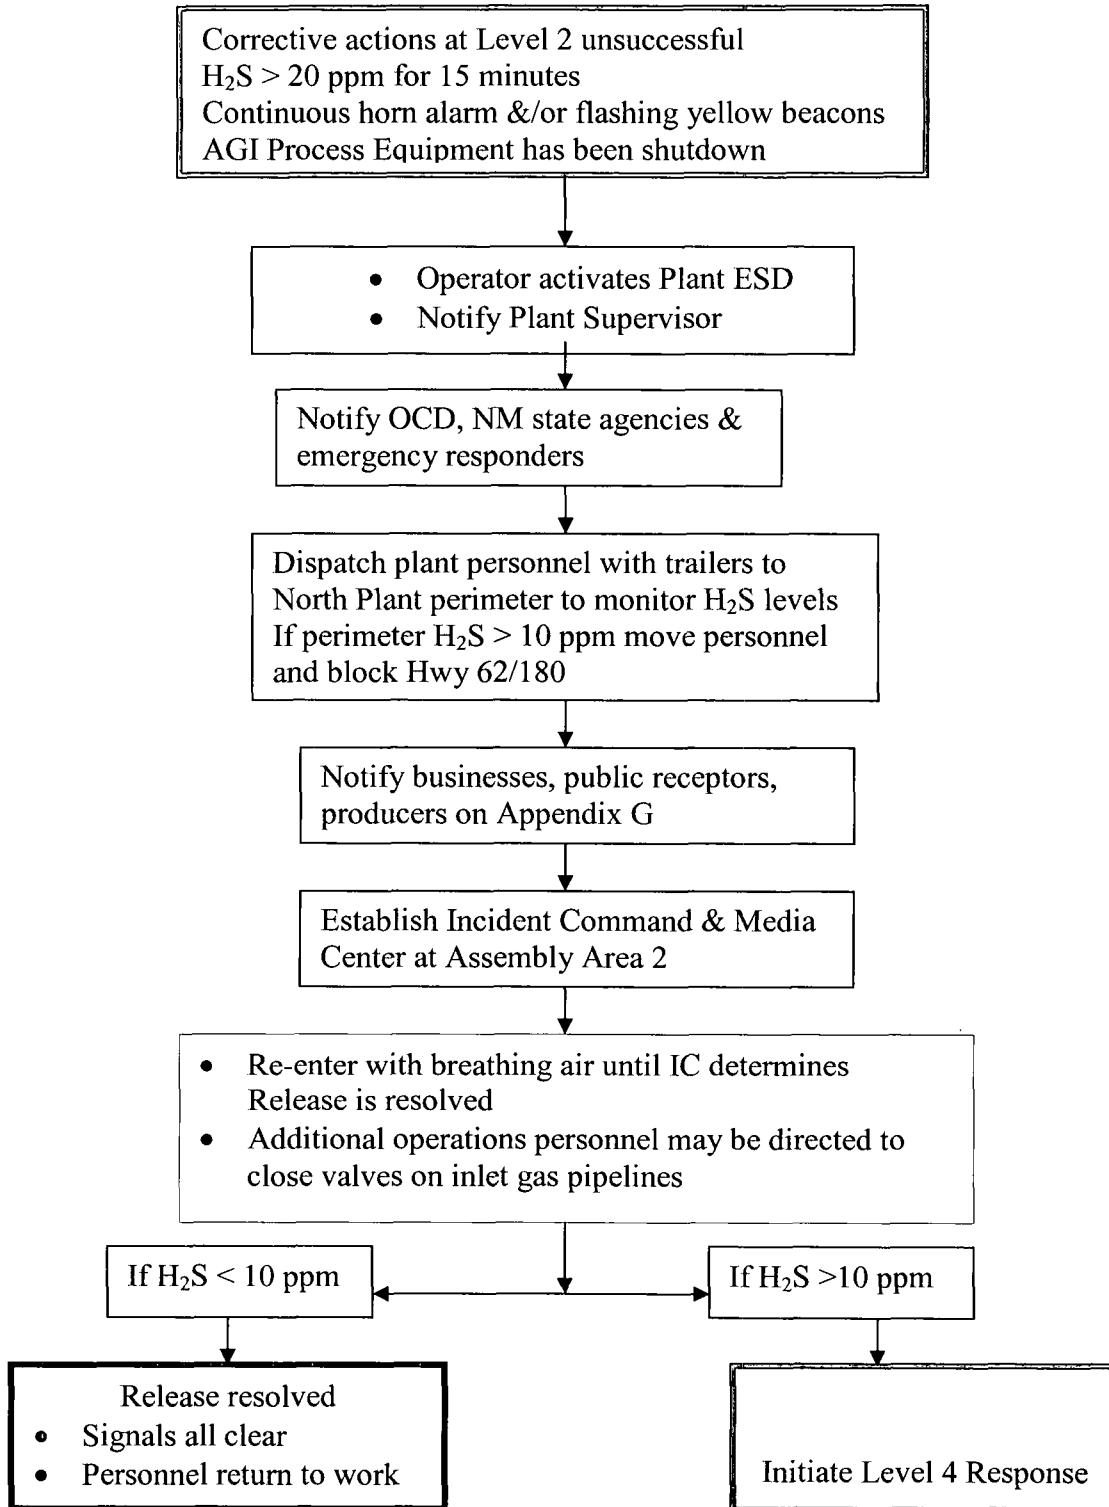 Corrective actions at Level 2 unsuccessful
H₂S > 20 ppm for 15 minutes
Continuous horn alarm &/or flashing yellow beacons
AGI Process Equipment has been shutdown
• Operator activates Plant ESD
• Notify Plant Supervisor
Notify OCD, NM state agencies &
emergency responders
Dispatch plant personnel with trailers to
North Plant perimeter to monitor H₂S levels
If perimeter H₂S > 10 ppm move personnel
and block Hwy 62/180
Notify businesses, public receptors,
producers on Appendix G
Establish Incident Command & Media
Center at Assembly Area 2
• Re-enter with breathing air until IC determines
Release is resolved
• Additional operations personnel may be directed to
close valves on inlet gas pipelines
If H₂S < 10 ppm
If H₂S >10 ppm
Release resolved
• Signals all clear
• Personnel return to work
Initiate Level 4 Response